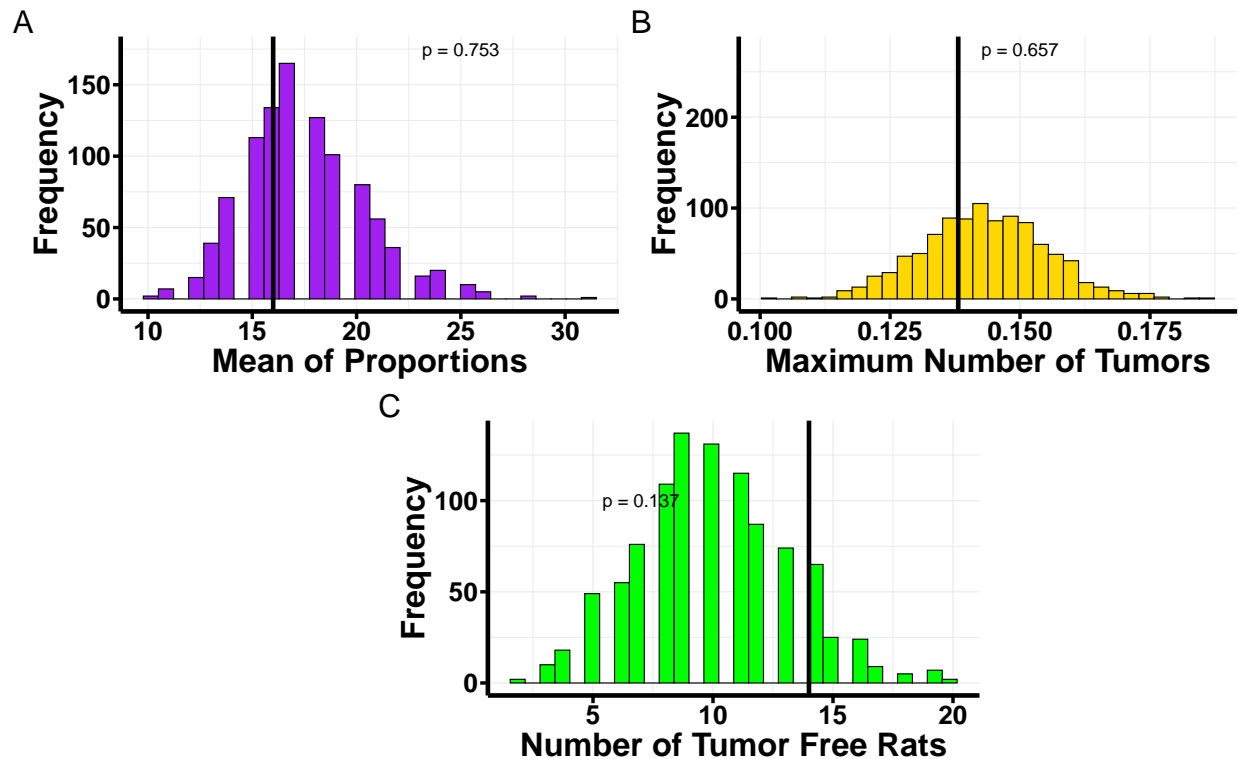 A
p = 0.753
150
100
50
0
Frequency
10 15 20 25 30
Mean of Proportions
B
p = 0.657
200
100
0
Frequency
0.100 0.125 0.150 0.175
Maximum Number of Tumors
C
p = 0.137
100
50
0
Frequency
5 10 15 20
Number of Tumor Free Rats